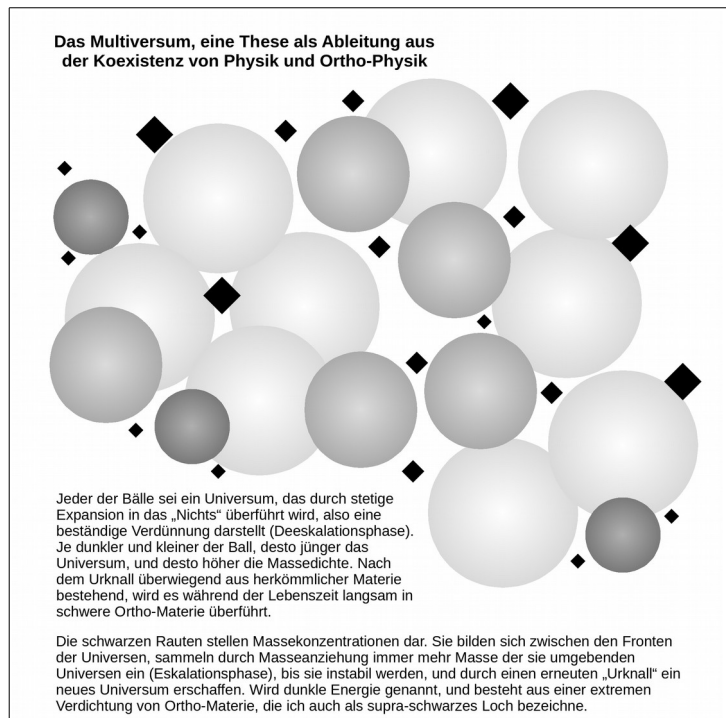 Das Multiversum, eine These als Ableitung aus
der Koexistenz von Physik und Ortho-Physik
Jeder der Bälle sei ein Universum, das durch stetige
Expansion in das „Nichts“ überführt wird, also eine
beständige Verdünnung darstellt (Deeskalationsphase).
Je dunkler und kleiner der Ball, desto jünger das
Universum, und desto höher die Massedichte. Nach
dem Urknall überwiegend aus herkömmlicher Materie
bestehend, wird es während der Lebenszeit langsam in
schwere Ortho-Materie überführt.
Die schwarzen Rauten stellen Massekonzentrationen dar. Sie bilden sich zwischen den Fronten
der Universen, sammeln durch Masseanziehung immer mehr Masse der sie umgebenden
Universen ein (Eskalationsphase), bis sie instabil werden, und durch einen erneuten „Urknall“ ein
neues Universum erschaffen. Wird dunkle Energie genannt, und besteht aus einer extremen
Verdichtung von Ortho-Materie, die ich auch als supra-schwarzes Loch bezeichne.